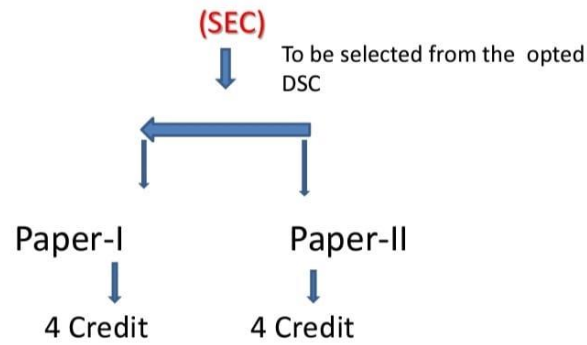 (SEC)
To be selected from the opted
DSC
Paper-I
Paper-II
4 Credit
4 Credit